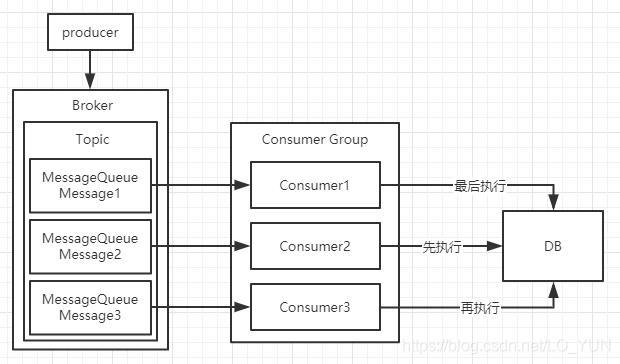 producer
Broker
Topic
MessageQueue
Message1
MessageQueue
Message2
MessageQueue
Message3
Consumer Group
Consumer1
Consumer2
Consumer3
最后执行
先执行
再执行
DB
https://blog.csdn.net/LO_YUN